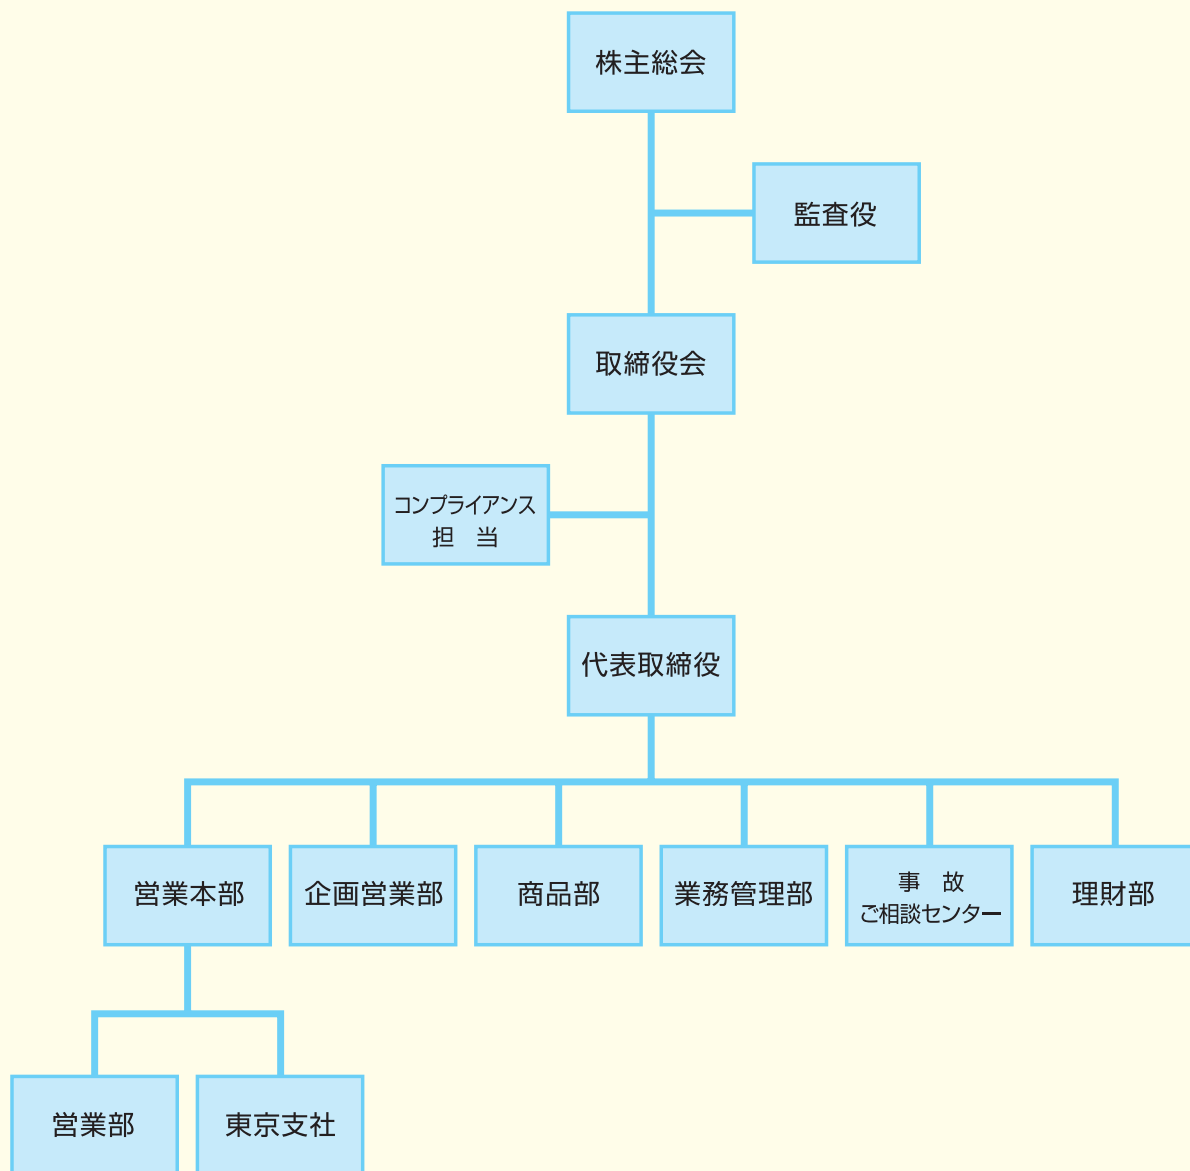 株主総会
監査役
取締役会
コンプライアンス
担　当
代表取締役
営業本部
企画営業部
商品部
業務管理部
事　故
ご相談センター
理財部
営業部
東京支社